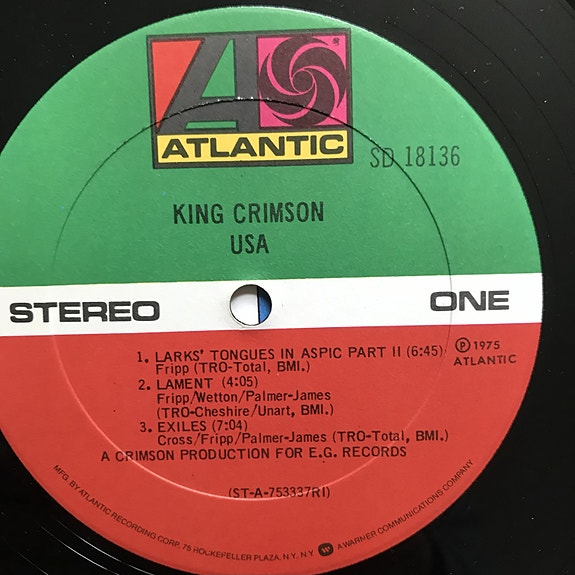 ATLANTIC
SD 18136
KING CRIMSON
USA
STEREO
ONE
1. LARKS' TONGUES IN ASPIC PART II (6:45)
Fripp (TRO-Total, BMI.)
2. LAMENT (4:05)
Fripp/Wetton/Palmer-James
(TRO-Cheshire/Unart, BMI.)
3. EXILES (7:04)
Cross/Fripp/Palmer-James (TRO-Total, BMI.)
A CRIMSON PRODUCTION FOR E.G. RECORDS
Ⓟ 1975
ATLANTIC
(ST-A-753337RI)
MFG. BY ATLANTIC RECORDING CORP. 75 ROCKEFELLER PLAZA, N.Y. N.Y. A WARNER COMMUNICATIONS COMPANY